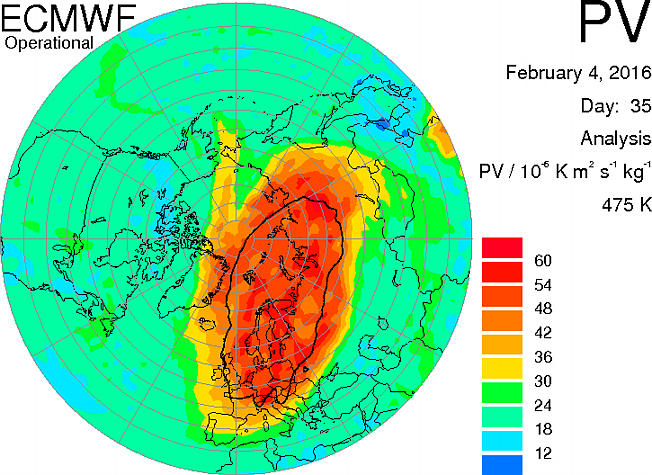 ECMWF
Operational
PV
February 4, 2016
Day: 35
Analysis
PV / 10⁻⁶ K m² s⁻¹ kg⁻¹
475 K
60
54
48
42
36
30
24
18
12